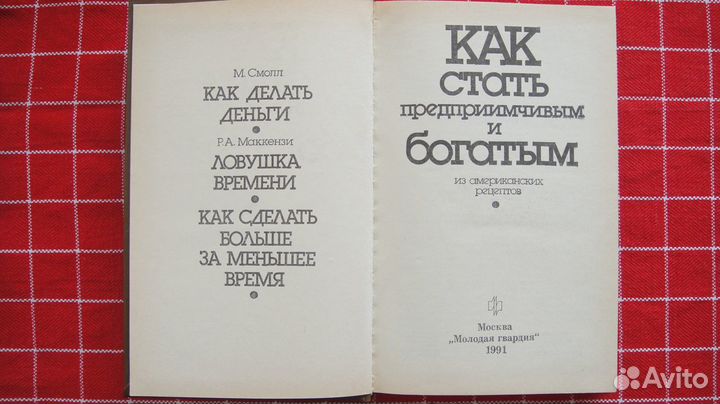 М. Смолл
КАК ДЕЛАТЬ
ДЕНЬГИ
Р.А. Маккензи
ЛОВУШКА
ВРЕМЕНИ
КАК СДЕЛАТЬ
БОЛЬШЕ
ЗА МЕНЬШЕЕ
ВРЕМЯ
КАК
СТАТЬ
предприимчивым
и
БОГАТЫМ
из американских
рецептов
Москва
„Молодая гвардия"
1991
Avito